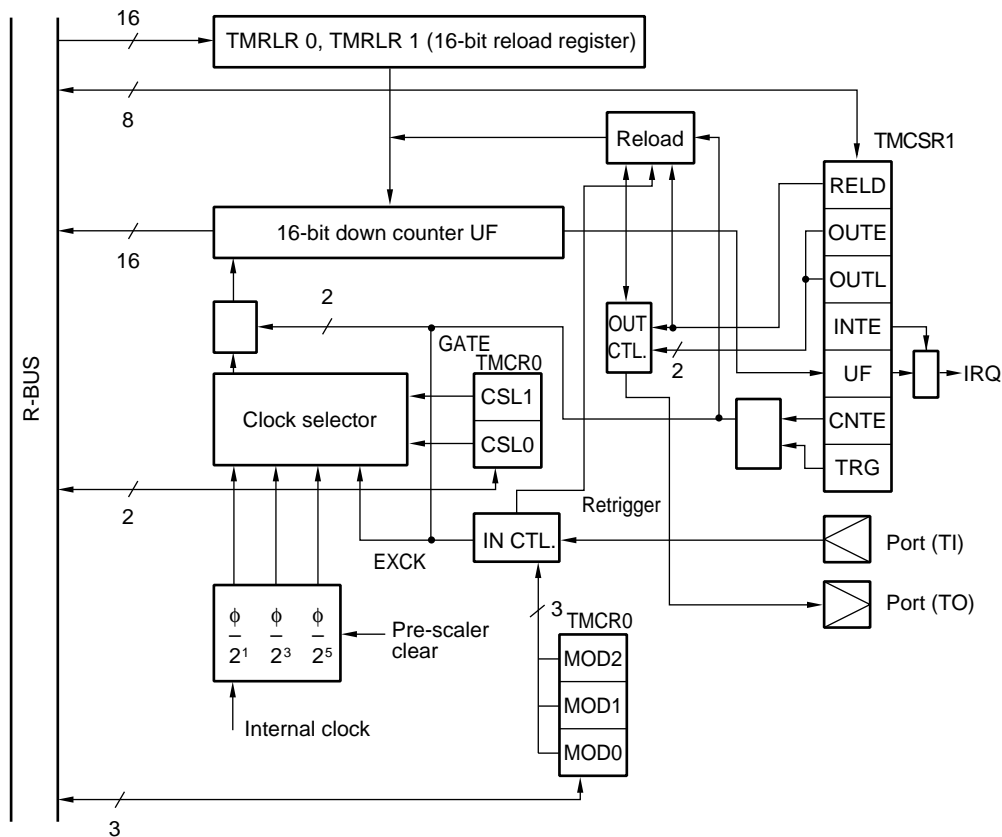 16
TMRLR 0, TMRLR 1 (16-bit reload register)
8
Reload
TMCSR1
RELD
16-bit down counter UF
16
OUTE
OUTL
2
OUT
CTL.
INTE
GATE
TMCR0
2
UF
IRQ
R-BUS
Clock selector
CSL1
CSL0
CNTE
TRG
2
Retrigger
IN CTL.
Port (TI)
EXCK
Port (TO)
3
TMCR0
ϕ ϕ ϕ
2¹ 2³ 2⁵
Pre-scaler
clear
MOD2
MOD1
MOD0
Internal clock
3